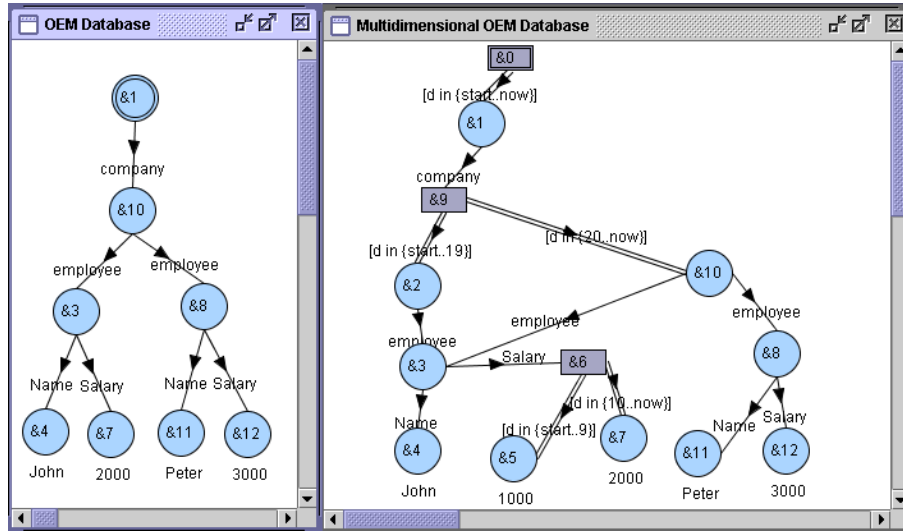 OEM Database
&1
company
&10
employee employee
&3 &8
Name Salary Name Salary
&4 &7 &11 &12
John 2000 Peter 3000
Multidimensional OEM Database
&0
[d in {start..now}]
&1
company
&9
[d in {20..now}]
[d in {start..19}]
&10
&2
employee
employee
employee
&8
Salary &6
&3
[d in {10..now}]
Name
Name Salary
[d in {start..9}]
&4 &5 &7 &11 &12
John 1000 2000 Peter 3000